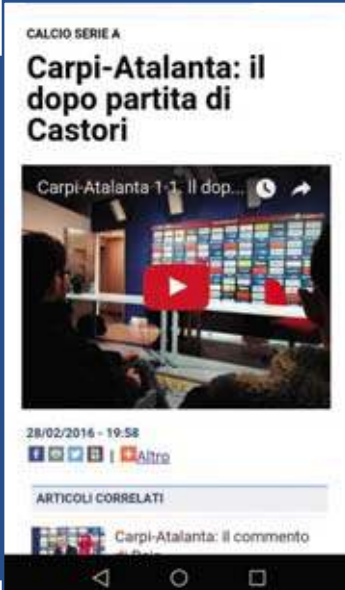 CALCIO SERIE A
Carpi-Atalanta: il
dopo partita di
Castori
Carpi-Atalanta 1-1. Il dop...
28/02/2016 - 19:58
| Altro
ARTICOLI CORRELATI
Carpi-Atalanta: il commento
di